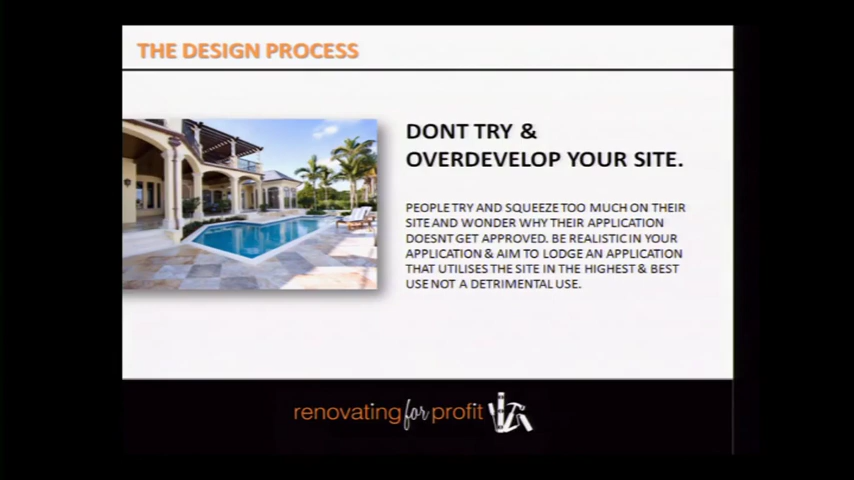 THE DESIGN PROCESS
DONT TRY &
OVERDEVELOP YOUR SITE.
PEOPLE TRY AND SQUEEZE TOO MUCH ON THEIR
SITE AND WONDER WHY THEIR APPLICATION
DOESNT GET APPROVED. BE REALISTIC IN YOUR
APPLICATION & AIM TO LODGE AN APPLICATION
THAT UTILISES THE SITE IN THE HIGHEST & BEST
USE NOT A DETRIMENTAL USE.
renovating for profit